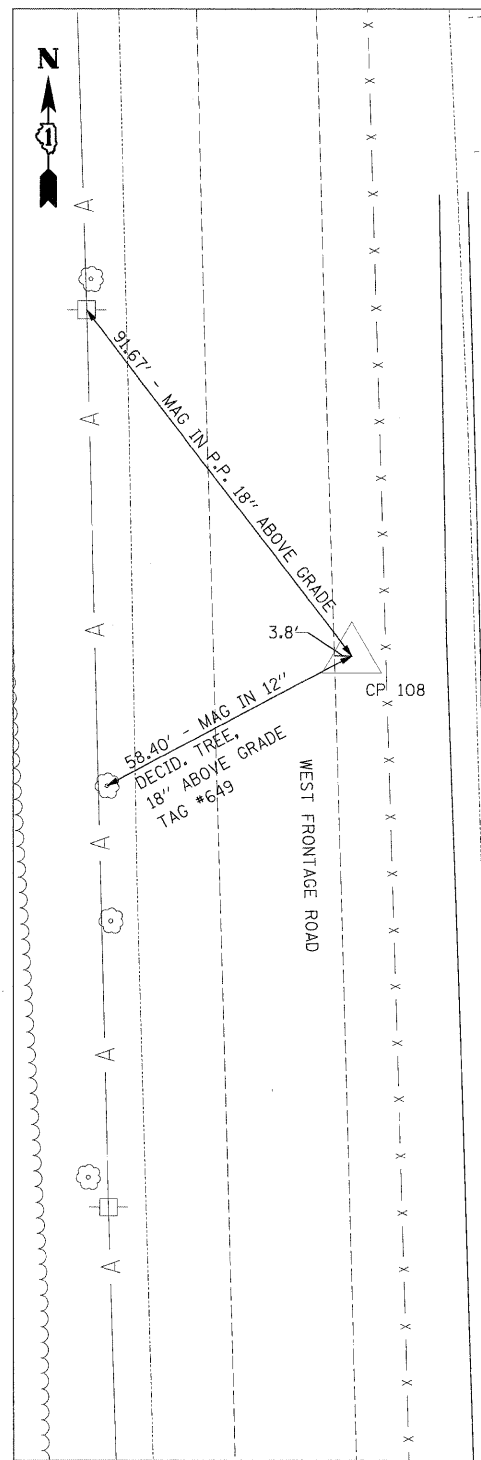 N
1
A
A
91.67' - MAG IN P.P. 18" ABOVE GRADE
A
3.8'
CP 108
58.40' - MAG IN 12"
DECID. TREE,
18" ABOVE GRADE
TAG #649
WEST FRONTAGE ROAD
A
A
A